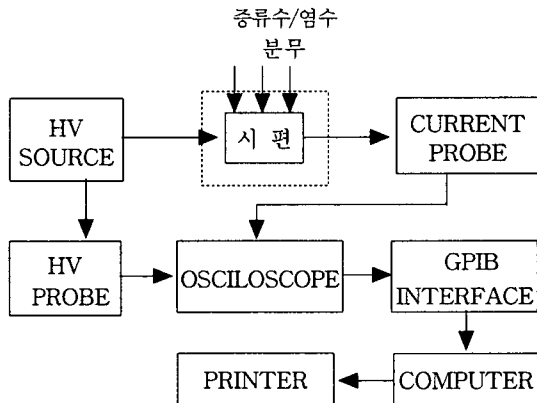 증류수/염수
분무
HV
SOURCE
시 편
CURRENT
PROBE
HV
PROBE
OSCILOSCOPE
GPIB
INTERFACE
PRINTER
COMPUTER